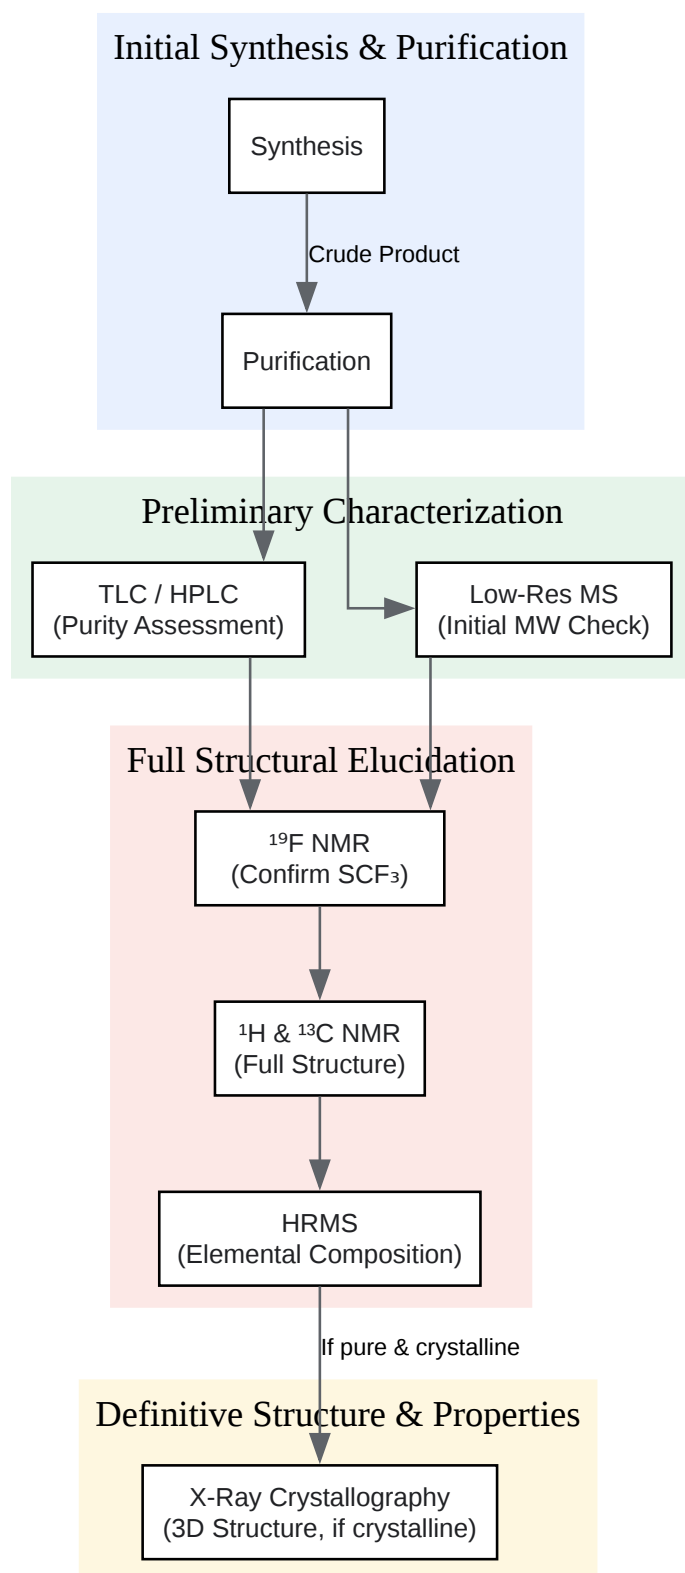 Initial Synthesis & Purification
Synthesis
Crude Product
Purification
Preliminary Characterization
TLC / HPLC
(Purity Assessment)
Low-Res MS
(Initial MW Check)
Full Structural Elucidation
¹⁹F NMR
(Confirm SCF₃)
¹H & ¹³C NMR
(Full Structure)
HRMS
(Elemental Composition)
If pure & crystalline
Definitive Structure & Properties
X-Ray Crystallography
(3D Structure, if crystalline)